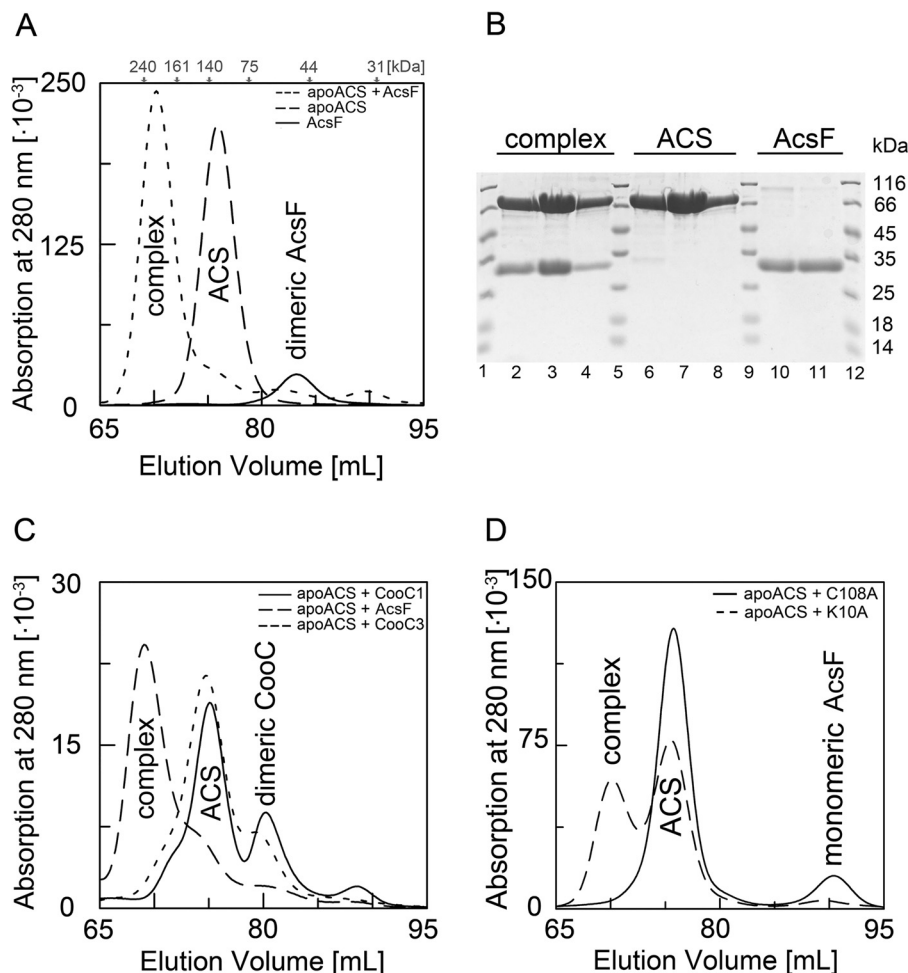 A
240 161 140 75 44 31 [kDa]
250
125
0
Absorption at 280 nm [·10⁻³]
apoACS + AcsF
apoACS
AcsF
complex
ACS
dimeric AcsF
65 80 95
Elution Volume [mL]
B
complex ACS AcsF kDa
116
66
45
35
25
18
14
1 2 3 4 5 6 7 8 9 10 11 12
C
30
15
0
Absorption at 280 nm [·10⁻³]
apoACS + CooC1
apoACS + AcsF
apoACS + CooC3
complex
ACS
dimeric CooC
65 80 95
Elution Volume [mL]
D
150
75
0
Absorption at 280 nm [·10⁻³]
apoACS + C108A
apoACS + K10A
complex
ACS
monomeric AcsF
65 80 95
Elution Volume [mL]